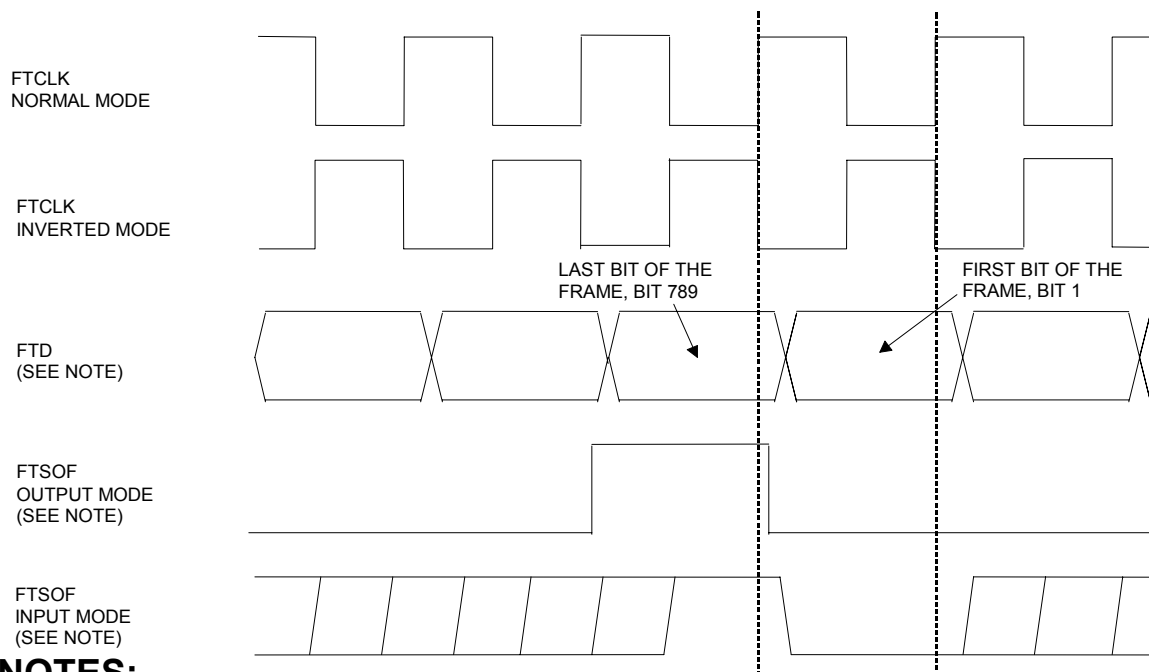 FTCLK
NORMAL MODE
FTCLK
INVERTED MODE
LAST BIT OF THE
FRAME, BIT 789
FIRST BIT OF THE
FRAME, BIT 1
FTD
(SEE NOTE)
FTSOF
OUTPUT MODE
(SEE NOTE)
FTSOF
INPUT MODE
(SEE NOTE)
NOTES: